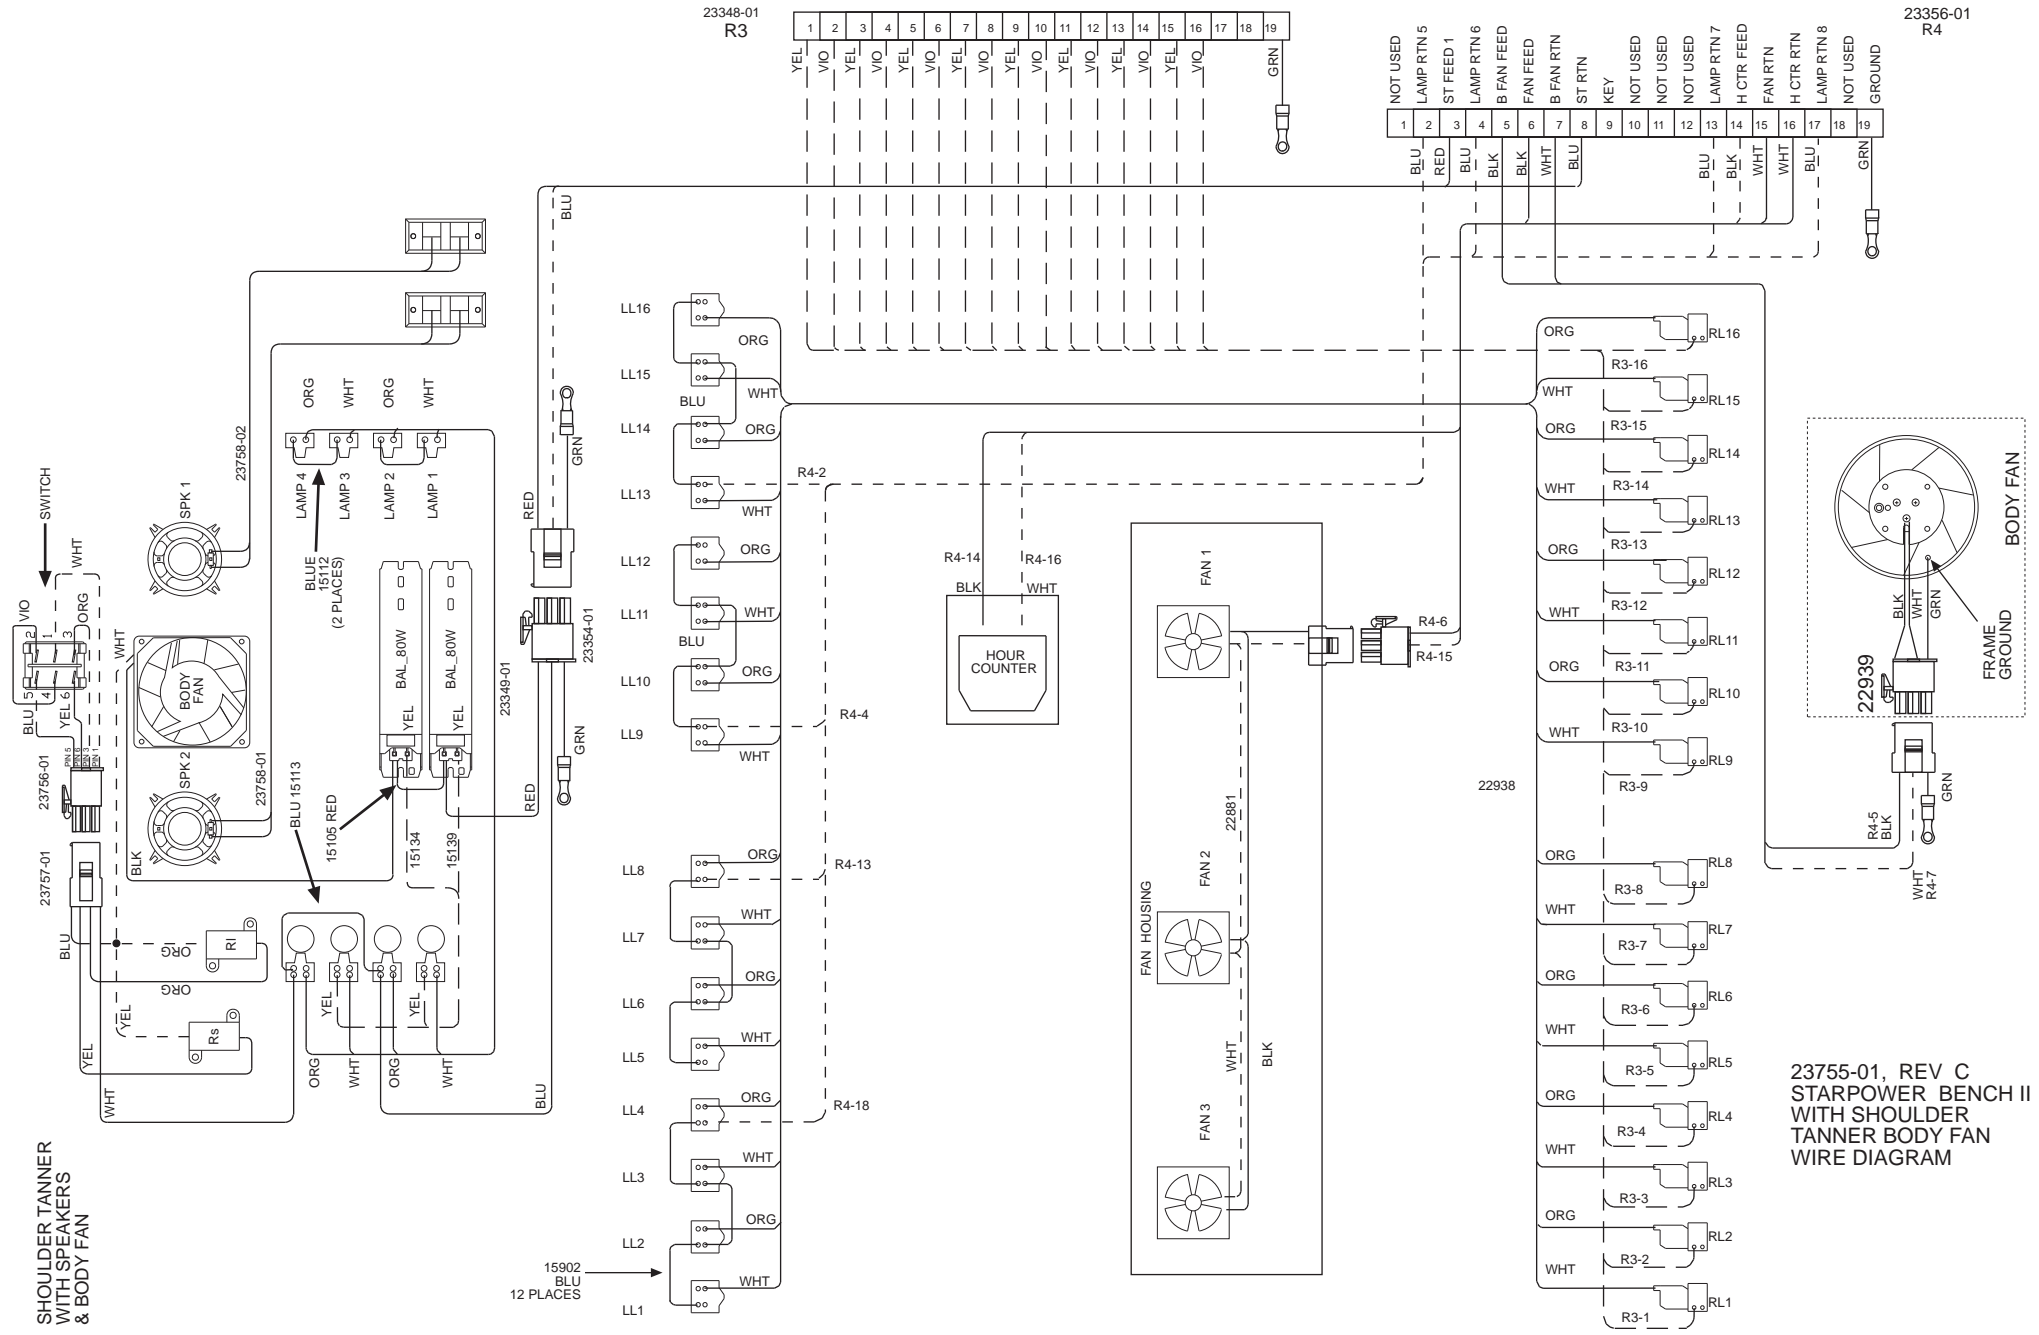 23348-01
R3
1 2 3 4 5 6 7 8 9 10 11 12 13 14 15 16 17 18 19
YEL VIO YEL VIO YEL VIO YEL VIO YEL VIO YEL VIO YEL VIO YEL VIO GRN
23356-01
R4
NOT USED
LAMP RTN 5
ST FEED 1
LAMP RTN 6
B FAN FEED
FAN FEED
B FAN RTN
ST RTN
KEY
NOT USED
NOT USED
NOT USED
LAMP RTN 7
H CTR FEED
FAN RTN
H CTR RTN
LAMP RTN 8
NOT USED
GROUND
1 2 3 4 5 6 7 8 9 10 11 12 13 14 15 16 17 18 19
BLU RED BLU BLK BLK WHT BLU BLU BLK WHT WHT BLU GRN
BLU
23758-02
ORG WHT ORG WHT
LAMP 4
LAMP 3
LAMP 2
LAMP 1
BLUE
15112
(2 PLACES)
SWITCH
SPK 1
WHT
VIO
ORG
2 1 3
5 4 6
BLU
YEL
WHT
BODY
FAN
PIN 5
PIN 6
PIN 3
PIN 1
23756-01
SPK 2
23758-01
BLU 15113
15105 RED
BAL_80W
BAL_80W
YEL
YEL
23349-01
RED
GRN
23354-01
GRN
RED
15134
15139
BLK
23757-01
BLU
ORG
RI
ORG
YEL
Rs
YEL
WHT
YEL
YEL
ORG WHT ORG WHT
BLU
SHOULDER TANNER
WITH SPEAKERS
& BODY FAN
LL16
ORG
LL15
WHT
BLU
LL14
ORG
LL13
WHT
R4-2
LL12
ORG
LL11
WHT
BLU
LL10
ORG
LL9
WHT
R4-4
LL8
ORG
R4-13
LL7
WHT
LL6
ORG
LL5
WHT
LL4
ORG
R4-18
LL3
WHT
LL2
ORG
15902
BLU
12 PLACES
LL1
WHT
R4-14
R4-16
BLK
WHT
HOUR
COUNTER
FAN 1
R4-6
R4-15
22881
FAN 2
FAN HOUSING
WHT
BLK
FAN 3
22938
ORG
RL16
R3-16
WHT
RL15
R3-15
ORG
RL14
R3-14
WHT
RL13
R3-13
ORG
RL12
R3-12
WHT
RL11
R3-11
ORG
RL10
R3-10
WHT
RL9
R3-9
ORG
RL8
R3-8
WHT
RL7
R3-7
ORG
RL6
R3-6
WHT
RL5
R3-5
ORG
RL4
R3-4
WHT
RL3
R3-3
ORG
RL2
R3-2
WHT
RL1
R3-1
BODY FAN
BLK
WHT
GRN
FRAME
GROUND
22939
GRN
R4-5
BLK
WHT
R4-7
23755-01, REV C
STARPOWER BENCH II
WITH SHOULDER
TANNER BODY FAN
WIRE DIAGRAM